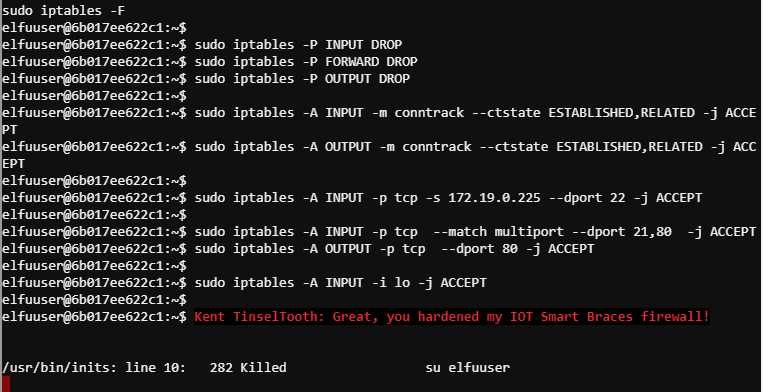 sudo iptables -F
elfuuser@6b017ee622c1:~$
elfuuser@6b017ee622c1:~$ sudo iptables -P INPUT DROP
elfuuser@6b017ee622c1:~$ sudo iptables -P FORWARD DROP
elfuuser@6b017ee622c1:~$ sudo iptables -P OUTPUT DROP
elfuuser@6b017ee622c1:~$
elfuuser@6b017ee622c1:~$ sudo iptables -A INPUT -m conntrack --ctstate ESTABLISHED,RELATED -j ACCE
PT
elfuuser@6b017ee622c1:~$ sudo iptables -A OUTPUT -m conntrack --ctstate ESTABLISHED,RELATED -j ACC
EPT
elfuuser@6b017ee622c1:~$
elfuuser@6b017ee622c1:~$ sudo iptables -A INPUT -p tcp -s 172.19.0.225 --dport 22 -j ACCEPT
elfuuser@6b017ee622c1:~$
elfuuser@6b017ee622c1:~$ sudo iptables -A INPUT -p tcp  --match multiport --dport 21,80  -j ACCEPT
elfuuser@6b017ee622c1:~$ sudo iptables -A OUTPUT -p tcp  --dport 80 -j ACCEPT
elfuuser@6b017ee622c1:~$
elfuuser@6b017ee622c1:~$ sudo iptables -A INPUT -i lo -j ACCEPT
elfuuser@6b017ee622c1:~$
elfuuser@6b017ee622c1:~$ Kent TinselTooth: Great, you hardened my IOT Smart Braces firewall!
/usr/bin/inits: line 10:   282 Killed                  su elfuuser